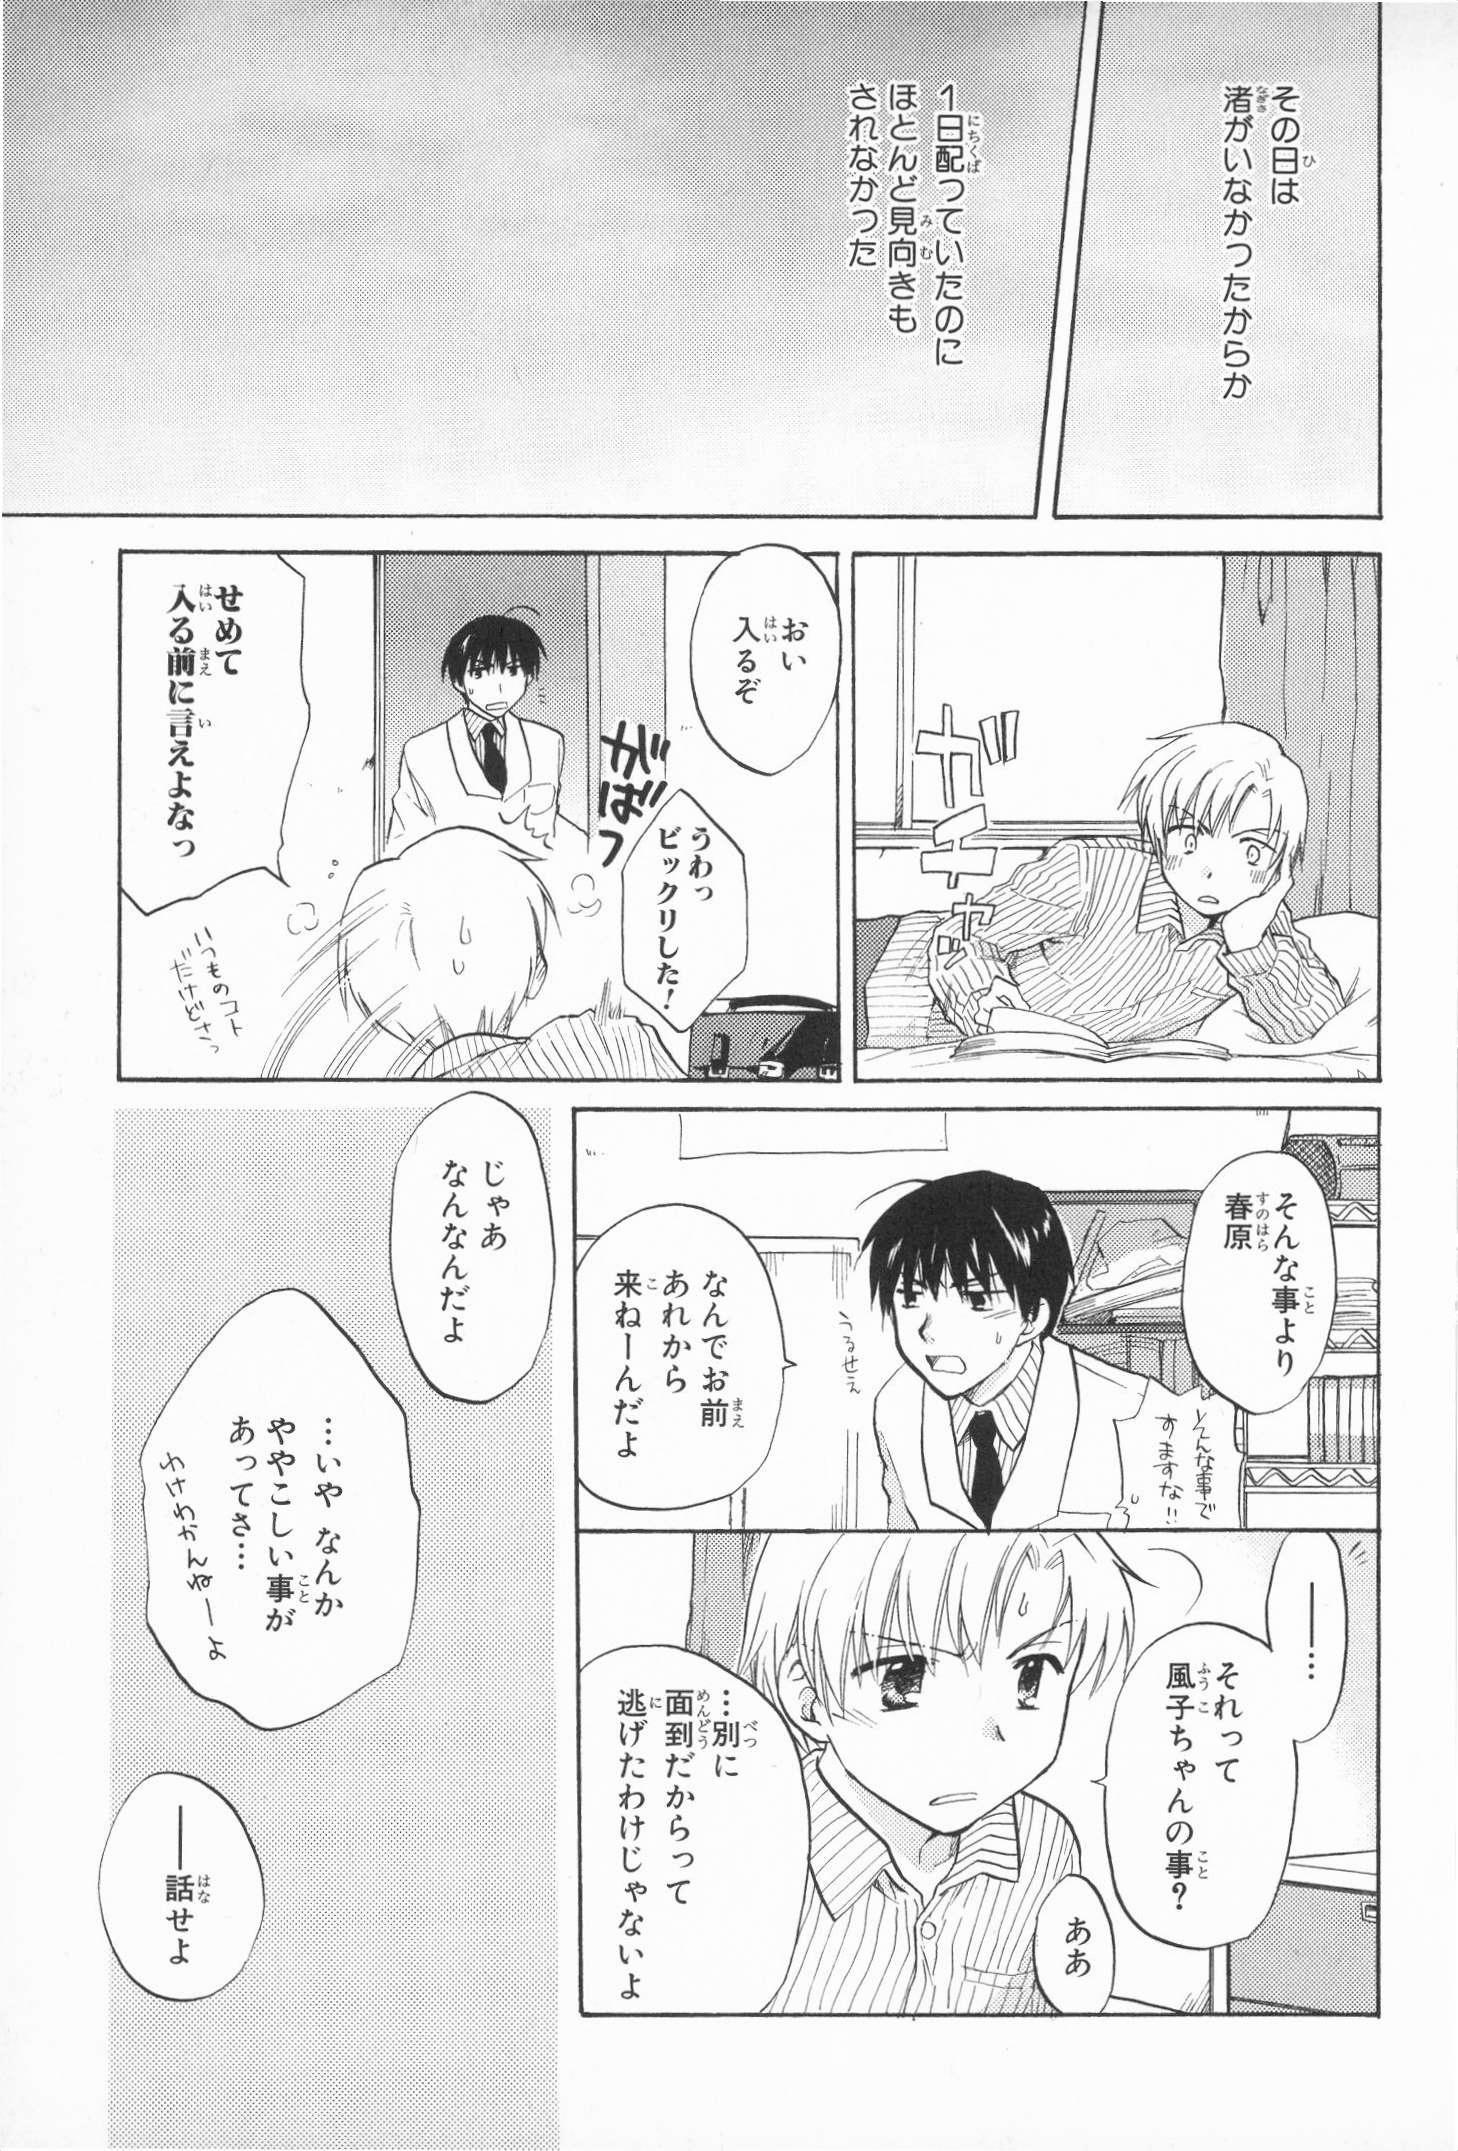 その日は
渚がいなかったからか
1日配っていたのに
ほとんど見向きも
されなかった
ガチャッ
おい
入るぞ
がばっ
うわっ
ビックリした！
せめて
入る前に言えよなっ
いつものコト
だけどさっ
そんな事より
春原
そんな事で
すますな!!
うるせえ
なんでお前
あれから
来ねーんだよ
――…
それって
風子ちゃんの事？
ああ
…別に
面到だからって
逃げたわけじゃないよ
じゃあ
なんなんだよ
…いや なんか
ややこしい事が
あってさ…
わけわかんねーよ
――話せよ